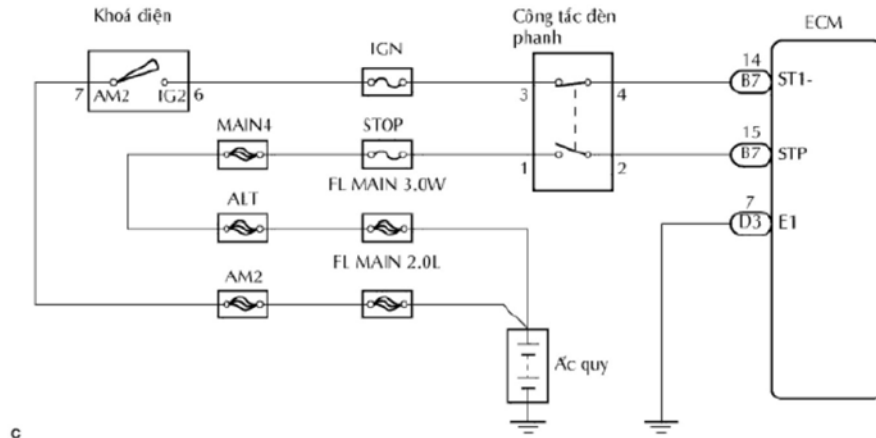 Khoá điện
Công tắc đèn
phanh
ECM
IGN
14
7 AM2 IG2 6
3 4
B7 ST1-
MAIN4
STOP
15
1 2
B7 STP
FL MAIN 3.0W
ALT
7
D3 E1
FL MAIN 2.0L
AM2
Ắc quy
c